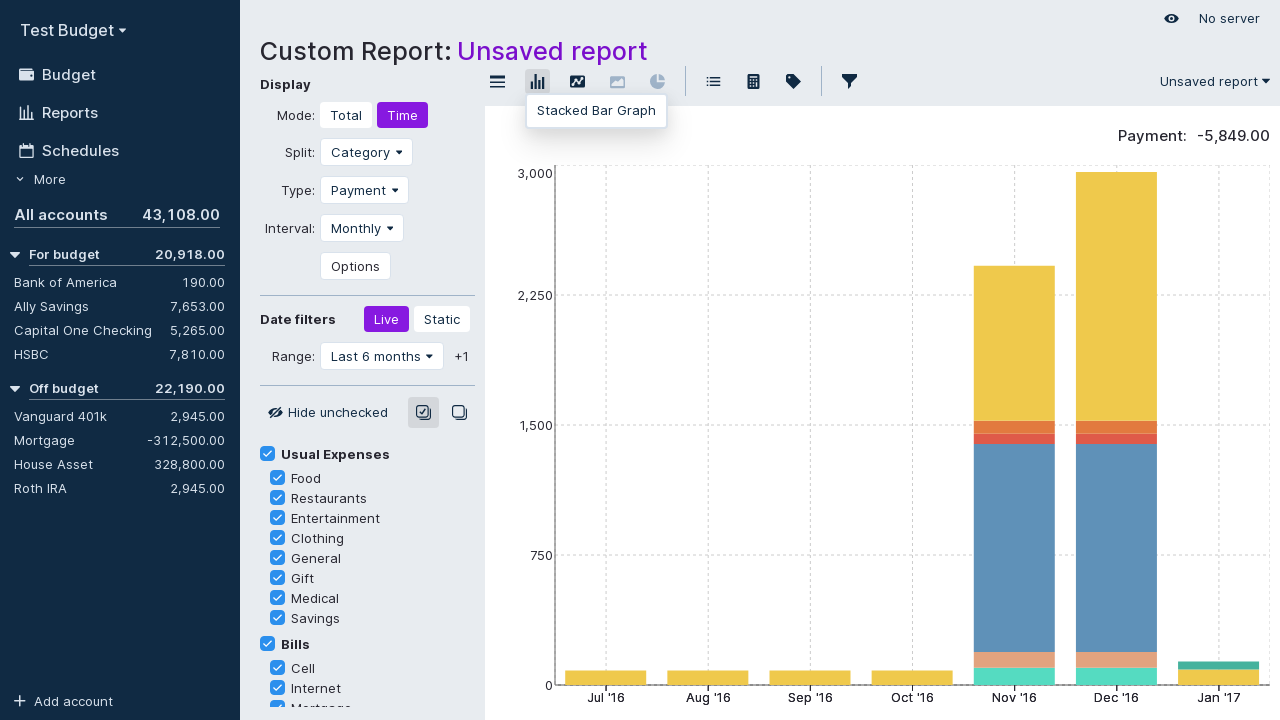 Test Budget
Budget
Reports
Schedules
More
All accounts 43,108.00
For budget 20,918.00
Bank of America 190.00
Ally Savings 7,653.00
Capital One Checking 5,265.00
HSBC 7,810.00
Off budget 22,190.00
Vanguard 401k 2,945.00
Mortgage -312,500.00
House Asset 328,800.00
Roth IRA 2,945.00
Add account
No server
Custom Report: Unsaved report
Display
Mode: Total Time
Split: Category
Type: Payment
Interval: Monthly
Options
Date filters Live Static
Range: Last 6 months +1
Hide unchecked
Usual Expenses
Food
Restaurants
Entertainment
Clothing
General
Gift
Medical
Savings
Bills
Cell
Internet
Mortgage
Unsaved report
Stacked Bar Graph
Payment: -5,849.00
3,000
2,250
1,500
750
0
Jul '16 Aug '16 Sep '16 Oct '16 Nov '16 Dec '16 Jan '17